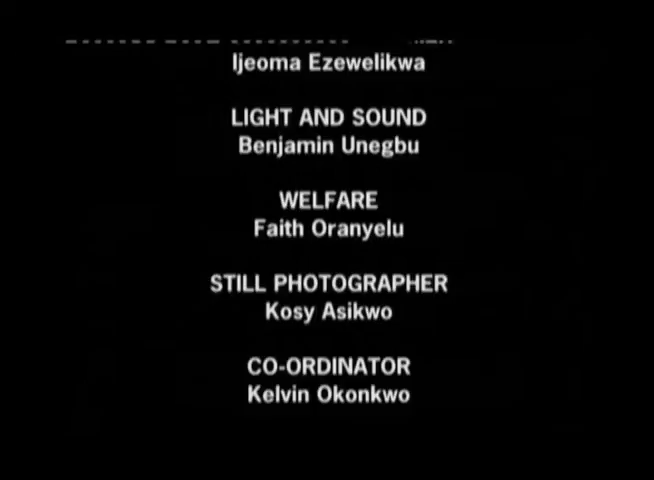 Ijeoma Ezewelikwa
LIGHT AND SOUND
Benjamin Unegbu
WELFARE
Faith Oranyelu
STILL PHOTOGRAPHER
Kosy Asikwo
CO-ORDINATOR
Kelvin Okonkwo